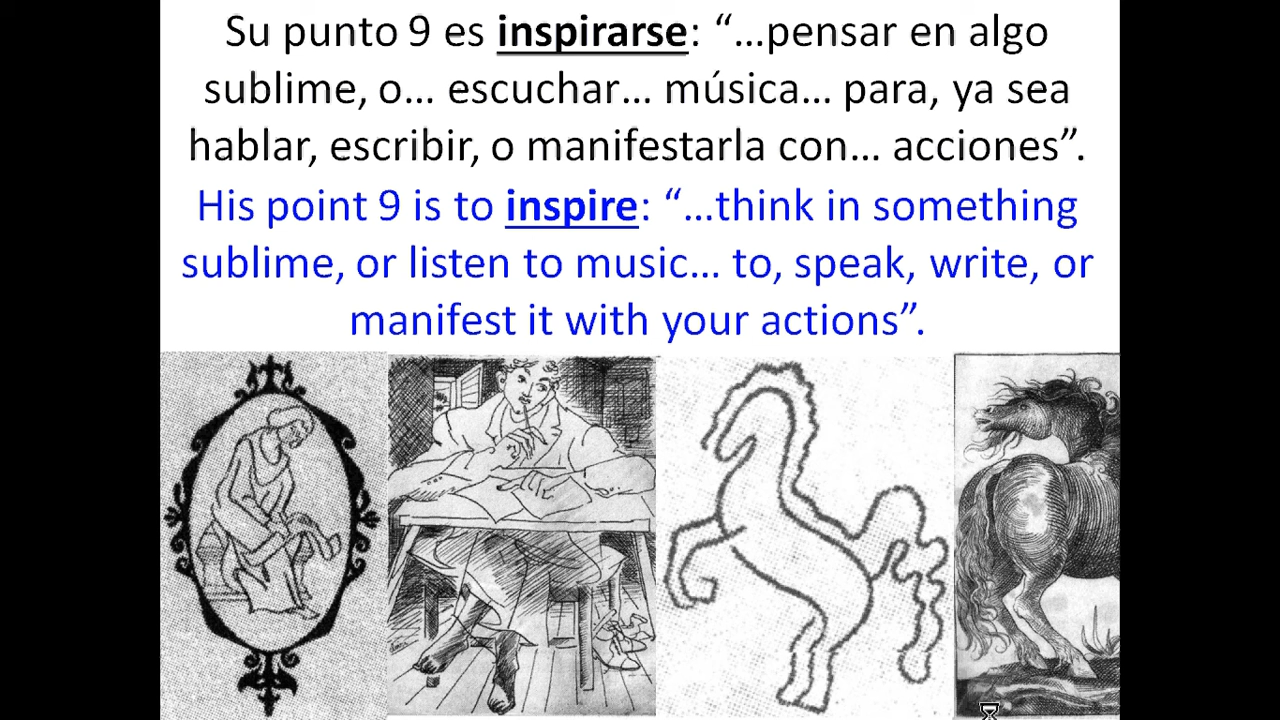 Su punto 9 es inspirarse: “…pensar en algo
sublime, o… escuchar… música… para, ya sea
hablar, escribir, o manifestarla con… acciones”.
His point 9 is to inspire: “…think in something
sublime, or listen to music… to, speak, write, or
manifest it with your actions”.